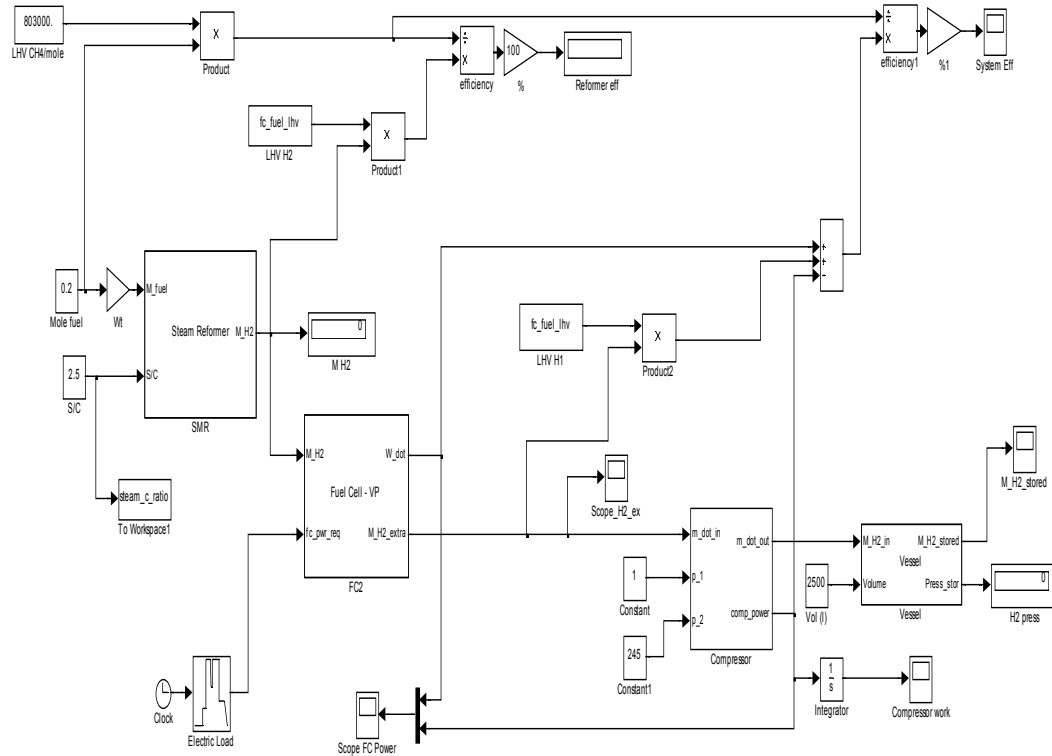 803000.
LHV CH4/mole
X
Product
÷
X
efficiency
100
%
Reformer eff
÷
X
efficiency1
%1
System Eff
fc_fuel_lhv
LHV H2
X
Product1
0.2
Mole fuel
Wt
M_fuel
Steam Reformer
M_H2
S/C
SMR
0
M H2
2.5
S/C
steam_c_ratio
To Workspace1
+
+
−
fc_fuel_lhv
LHV H1
X
Product2
M_H2
W_dot
Fuel Cell - VP
fc_pwr_req
M_H2_extra
FC2
Scope_H2_ex
m_dot_in
m_dot_out
p_1
comp_power
p_2
Compressor
1
Constant
245
Constant1
M_H2_in
M_H2_stored
Vessel
Volume
Press_stor
Vessel
2500
Vol (l)
M_H2_stored
0
H2 press
Clock
Electric Load
Scope FC Power
1
s
Integrator
Compressor work